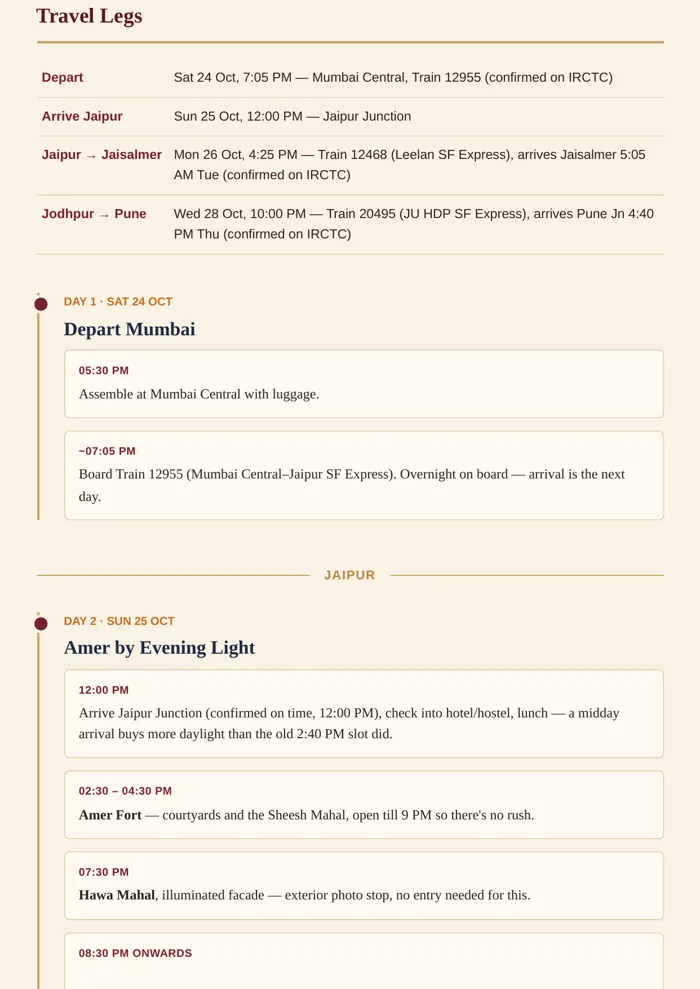 Travel Legs
Depart
Sat 24 Oct, 7:05 PM — Mumbai Central, Train 12955 (confirmed on IRCTC)
Arrive Jaipur
Sun 25 Oct, 12:00 PM — Jaipur Junction
Jaipur → Jaisalmer
Mon 26 Oct, 4:25 PM — Train 12468 (Leelan SF Express), arrives Jaisalmer 5:05
AM Tue (confirmed on IRCTC)
Jodhpur → Pune
Wed 28 Oct, 10:00 PM — Train 20495 (JU HDP SF Express), arrives Pune Jn 4:40
PM Thu (confirmed on IRCTC)
DAY 1 · SAT 24 OCT
Depart Mumbai
05:30 PM
Assemble at Mumbai Central with luggage.
~07:05 PM
Board Train 12955 (Mumbai Central–Jaipur SF Express). Overnight on board — arrival is the next
day.
JAIPUR
DAY 2 · SUN 25 OCT
Amer by Evening Light
12:00 PM
Arrive Jaipur Junction (confirmed on time, 12:00 PM), check into hotel/hostel, lunch — a midday
arrival buys more daylight than the old 2:40 PM slot did.
02:30 – 04:30 PM
Amer Fort — courtyards and the Sheesh Mahal, open till 9 PM so there's no rush.
07:30 PM
Hawa Mahal, illuminated facade — exterior photo stop, no entry needed for this.
08:30 PM ONWARDS